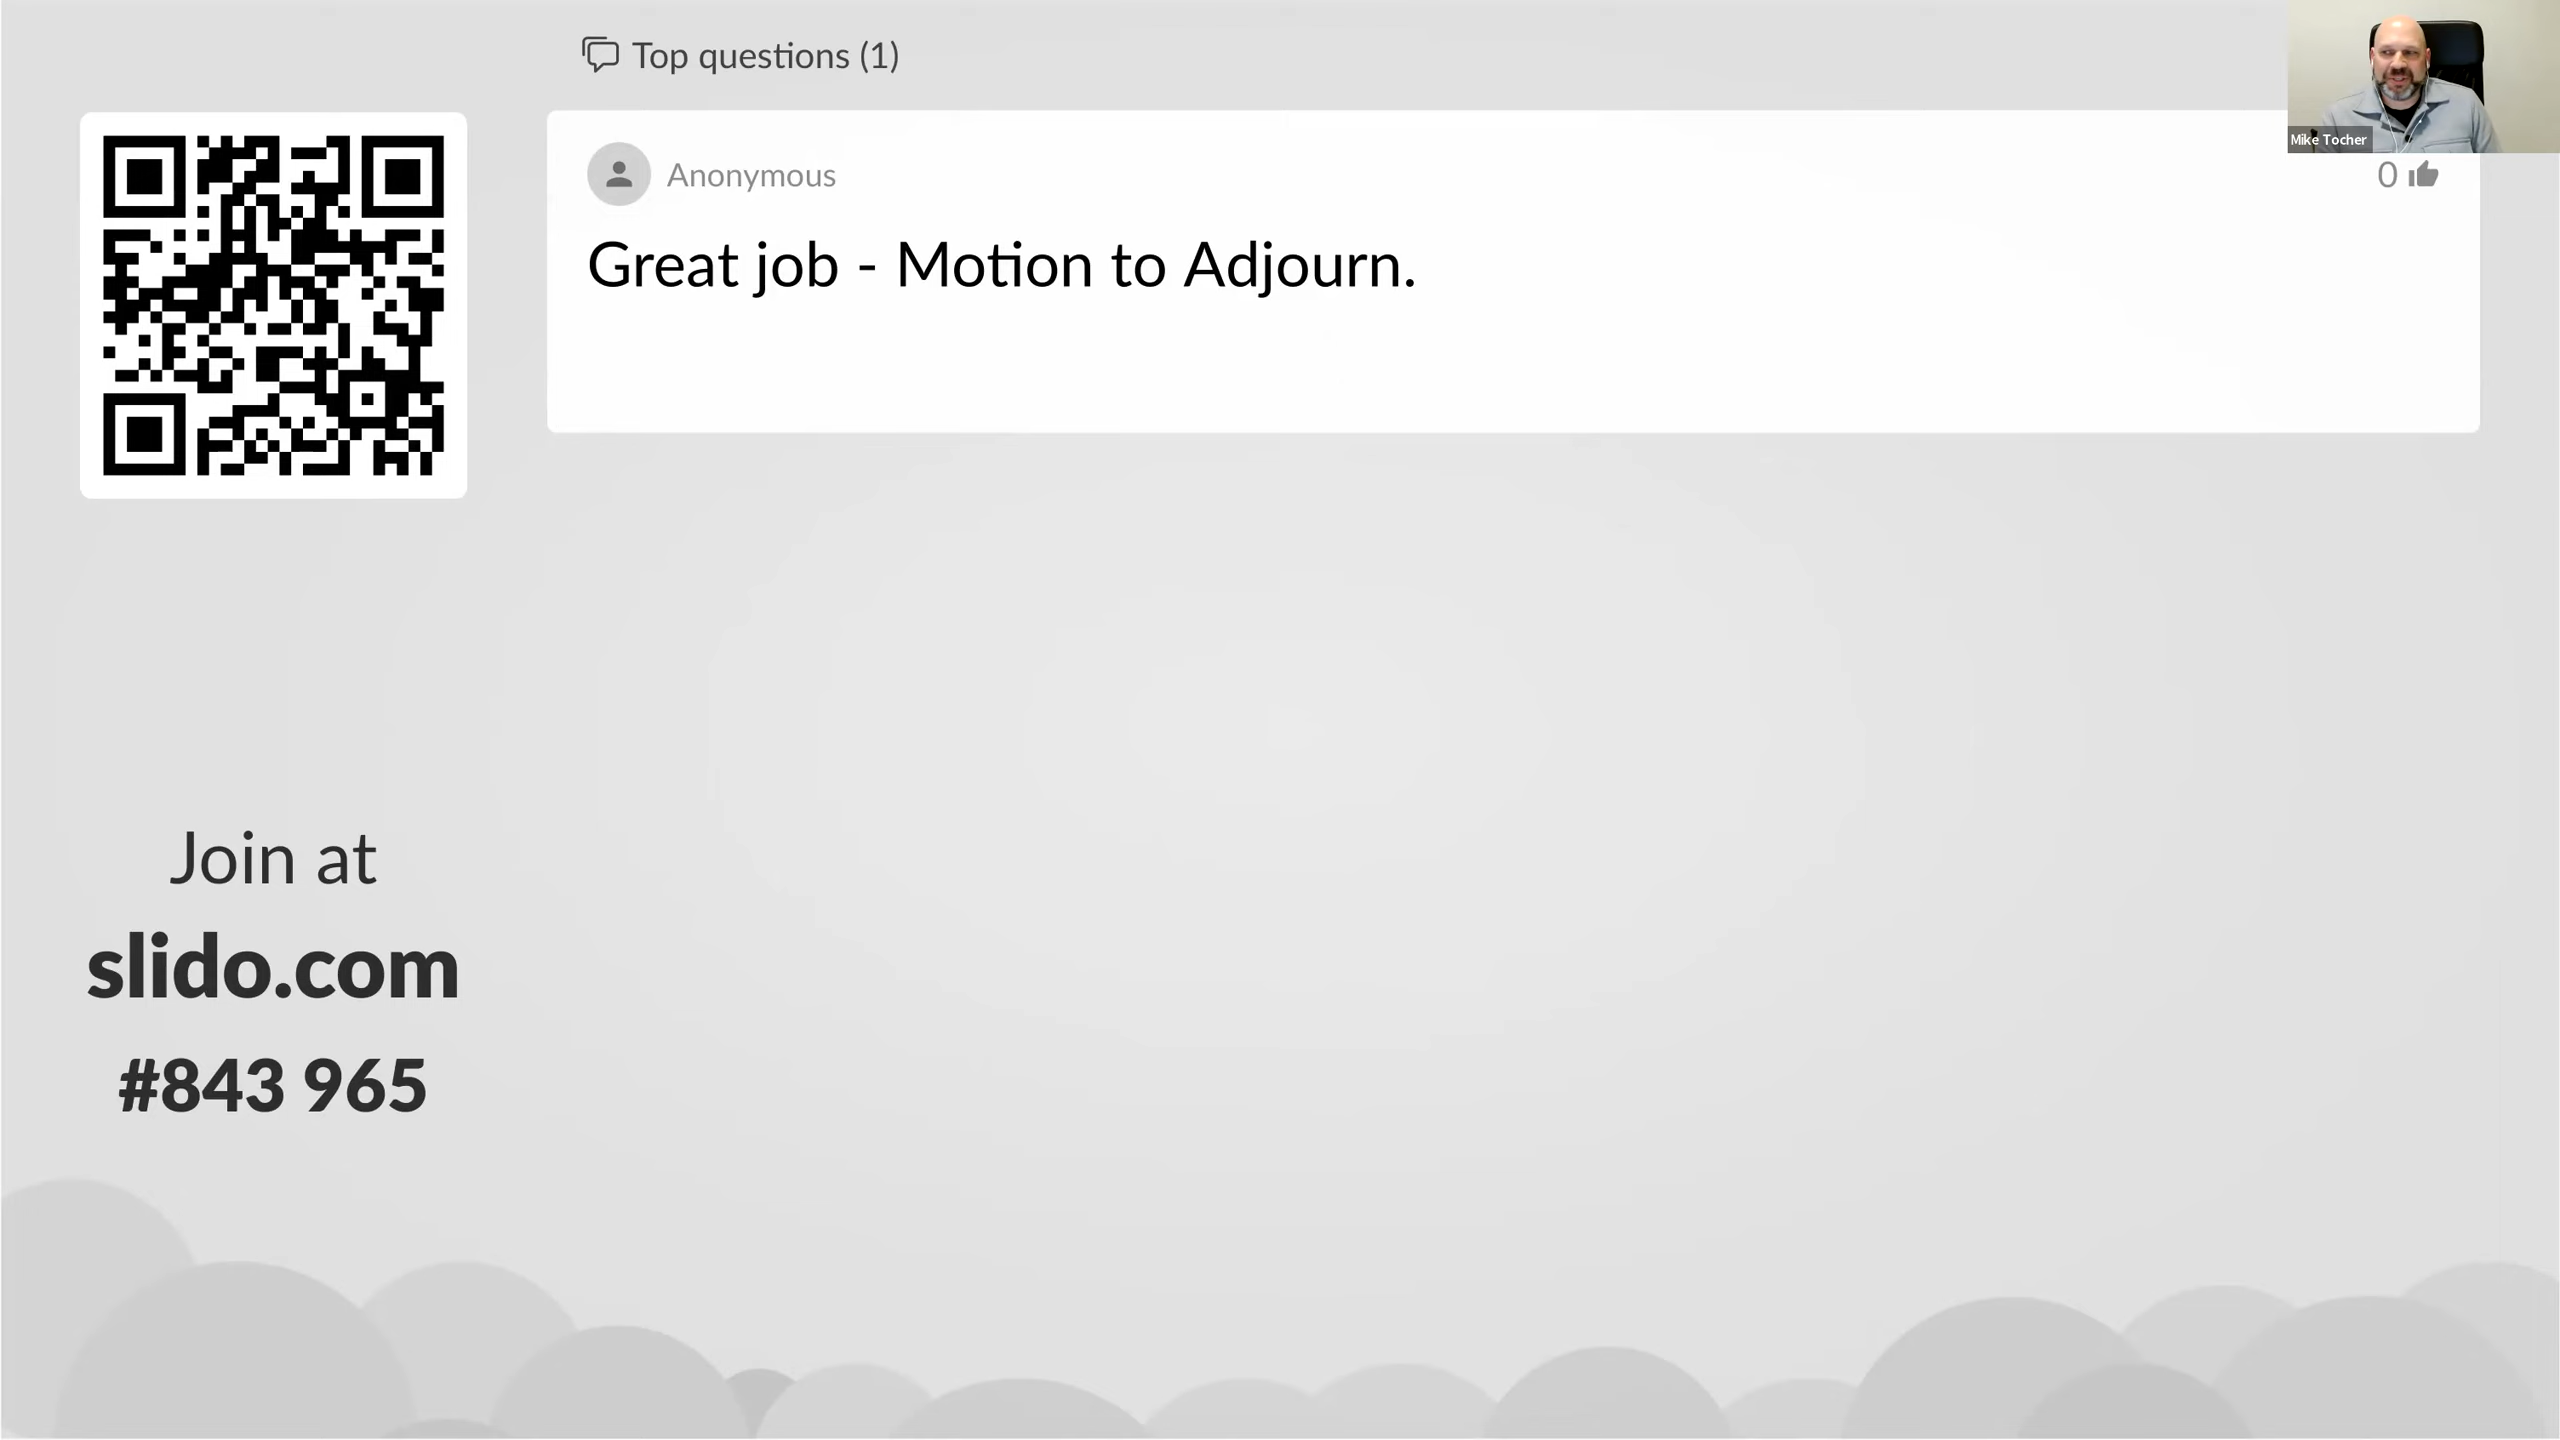 Top questions (1)
Mike Tocher
Anonymous
0
Great job - Motion to Adjourn.
Join at
slido.com
#843 965